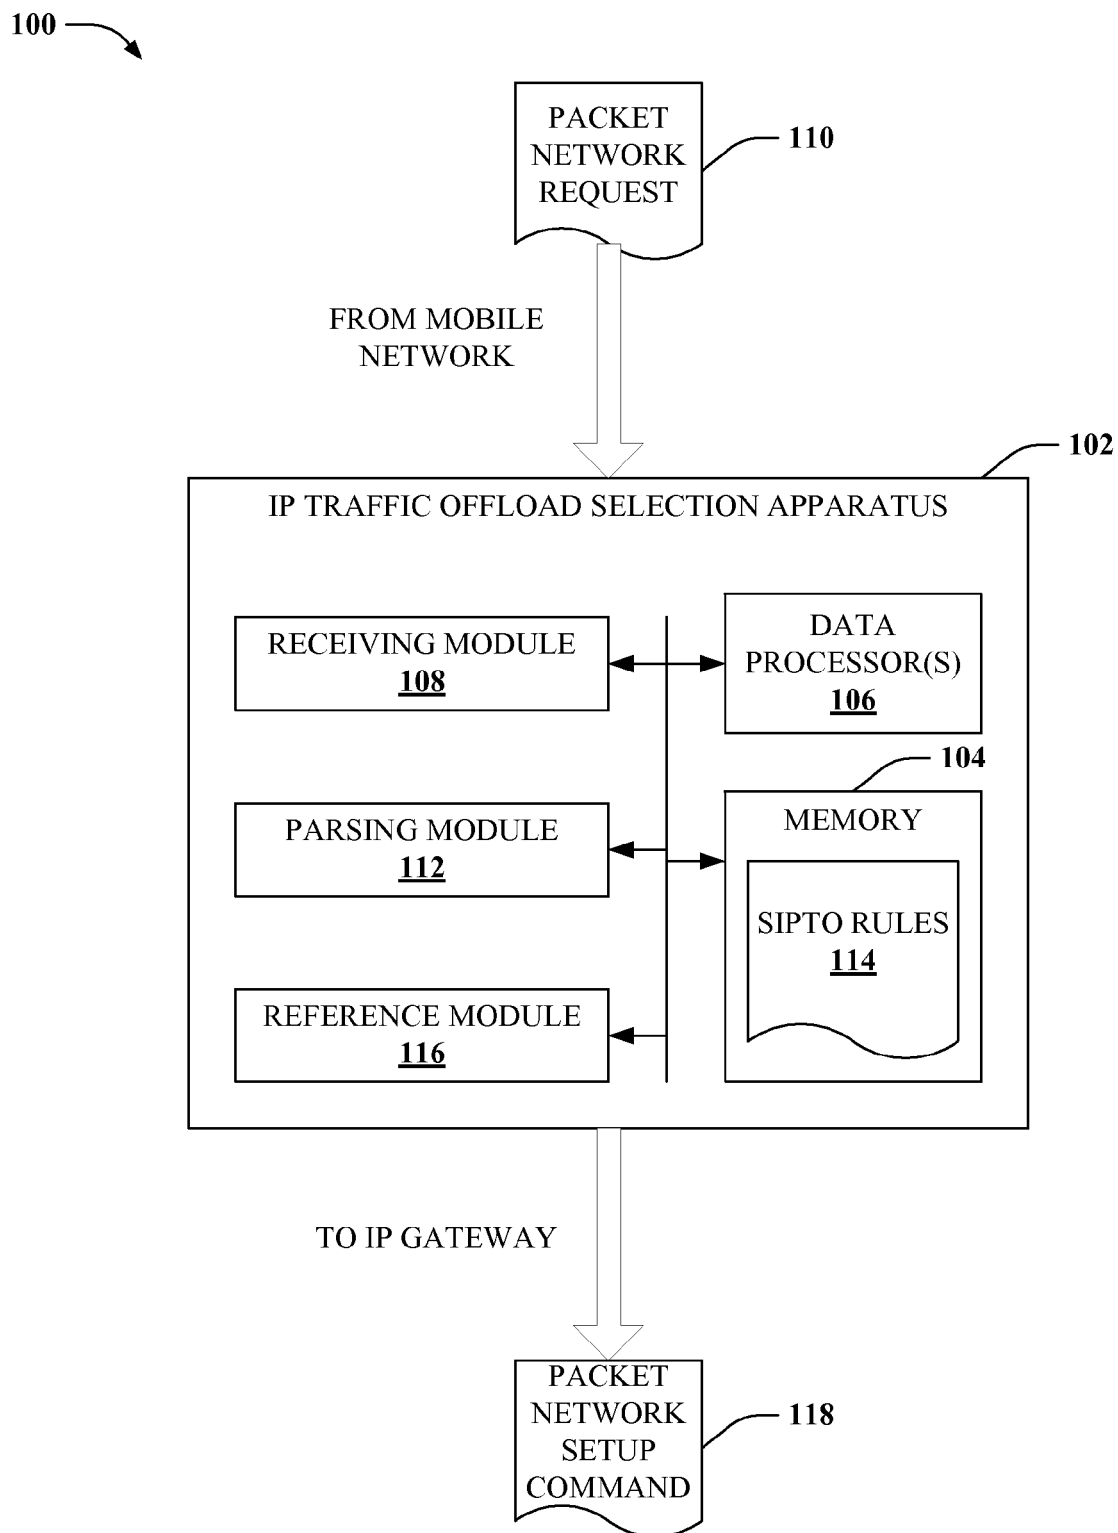 100
PACKET
NETWORK
REQUEST
110
FROM MOBILE
NETWORK
102
IP TRAFFIC OFFLOAD SELECTION APPARATUS
RECEIVING MODULE
108
DATA
PROCESSOR(S)
106
104
PARSING MODULE
112
MEMORY
SIPTO RULES
114
REFERENCE MODULE
116
TO IP GATEWAY
PACKET
NETWORK
SETUP
COMMAND
118